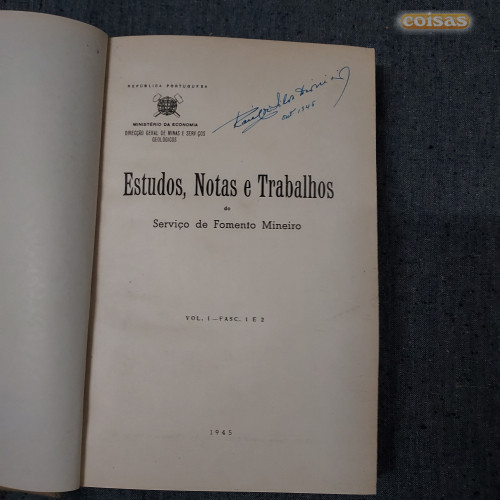 coisas
REPÚBLICA PORTUGUESA
MINISTÉRIO DA ECONOMIA
DIRECÇÃO GERAL DE MINAS E SERVIÇOS
GEOLÓGICOS
1946
Estudos, Notas e Trabalhos
do
Serviço de Fomento Mineiro
VOL. I—FASC. 1 E 2
1945